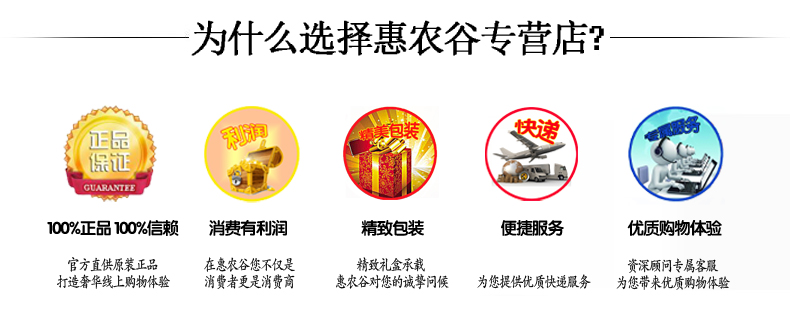 为什么选择惠农谷专营店?
正品
保证
GUARANTEE
利润
精美包装
快递
专属服务
100%正品 100%信赖
消费有利润
精致包装
便捷服务
优质购物体验
官方直供原装正品
打造奢华线上购物体验
在惠农谷您不仅是
消费者更是消费商
精致礼盒承载
惠农谷对您的诚挚问候
为您提供优质快递服务
资深顾问专属客服
为您带来优质购物体验